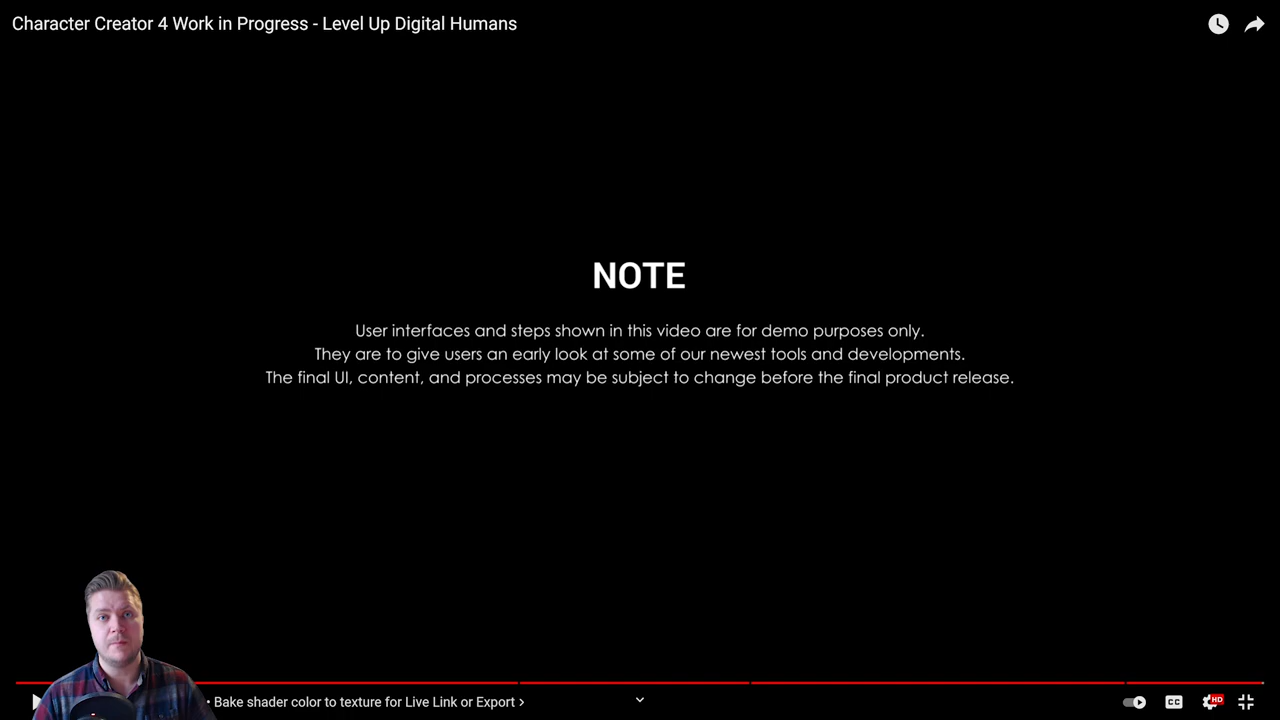 Character Creator 4 Work in Progress - Level Up Digital Humans
NOTE
User interfaces and steps shown in this video are for demo purposes only.
They are to give users an early look at some of our newest tools and developments.
The final UI, content, and processes may be subject to change before the final product release.
• Bake shader color to texture for Live Link or Export >
CC
HD